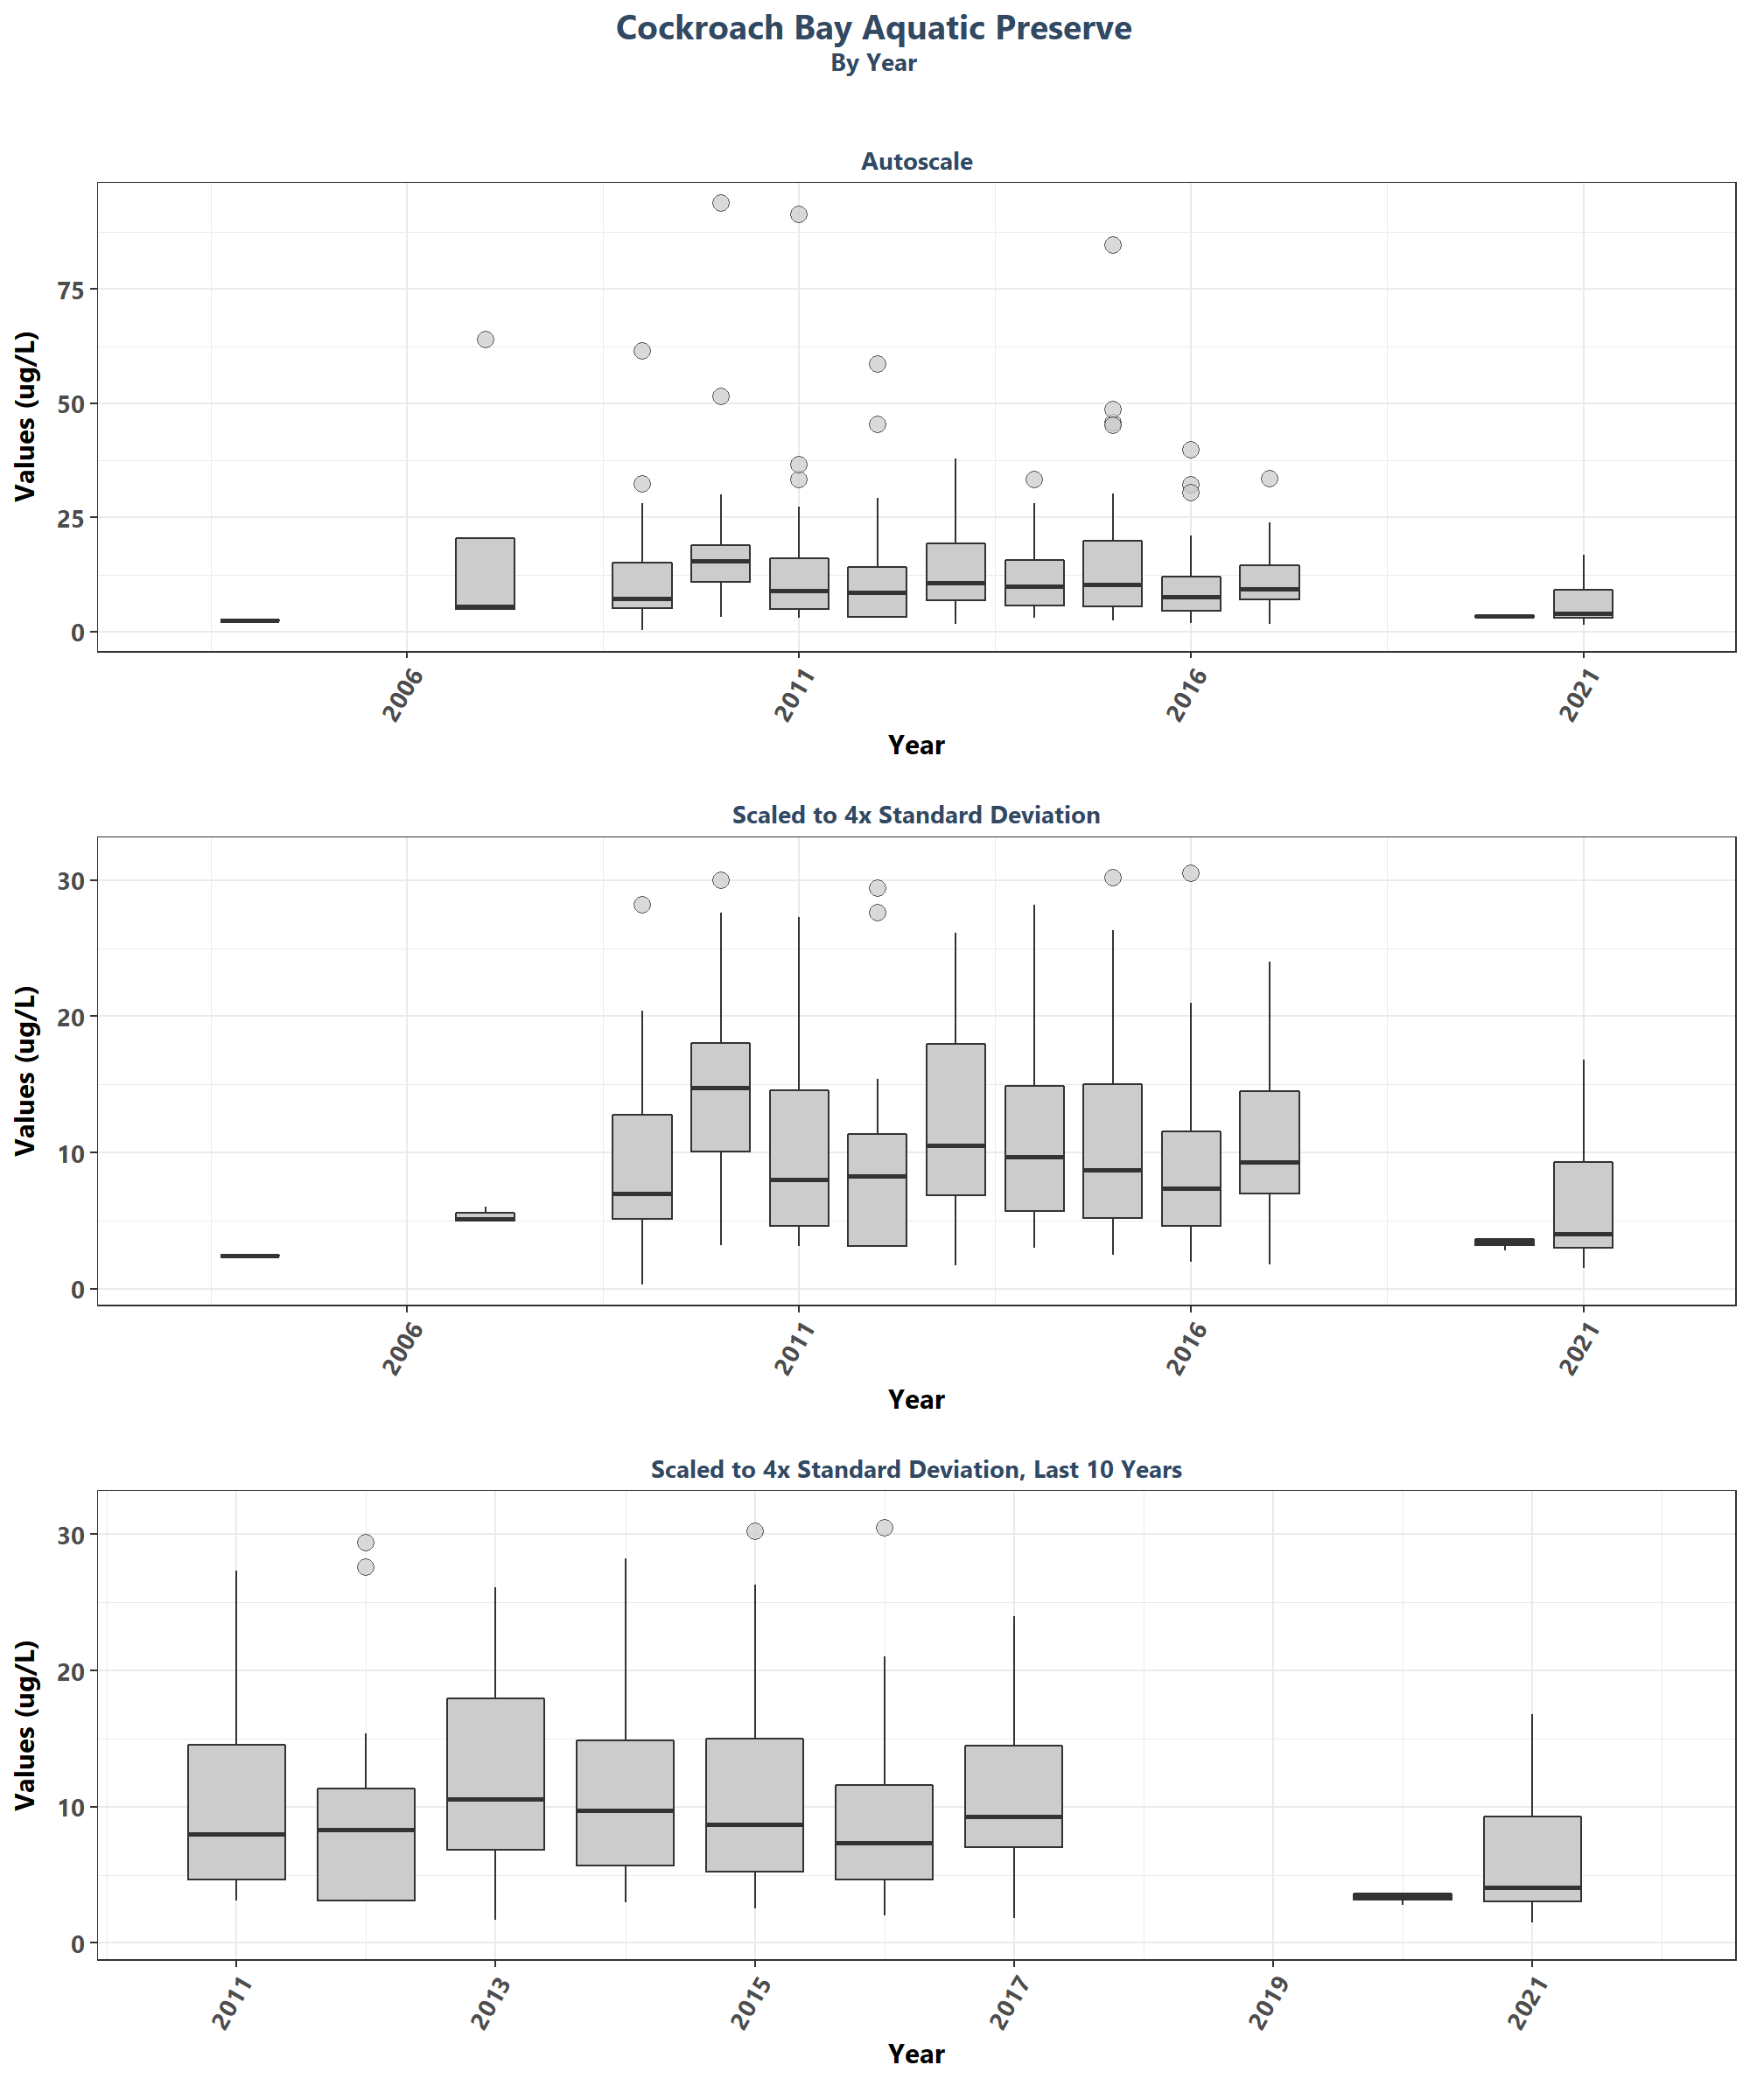 Cockroach Bay Aquatic Preserve
By Year
Autoscale
Values (ug/L)
75
50
25
0
2006
2011
2016
2021
Year
Scaled to 4x Standard Deviation
Values (ug/L)
30
20
10
0
2006
2011
2016
2021
Year
Scaled to 4x Standard Deviation, Last 10 Years
Values (ug/L)
30
20
10
0
2011
2013
2015
2017
2019
2021
Year